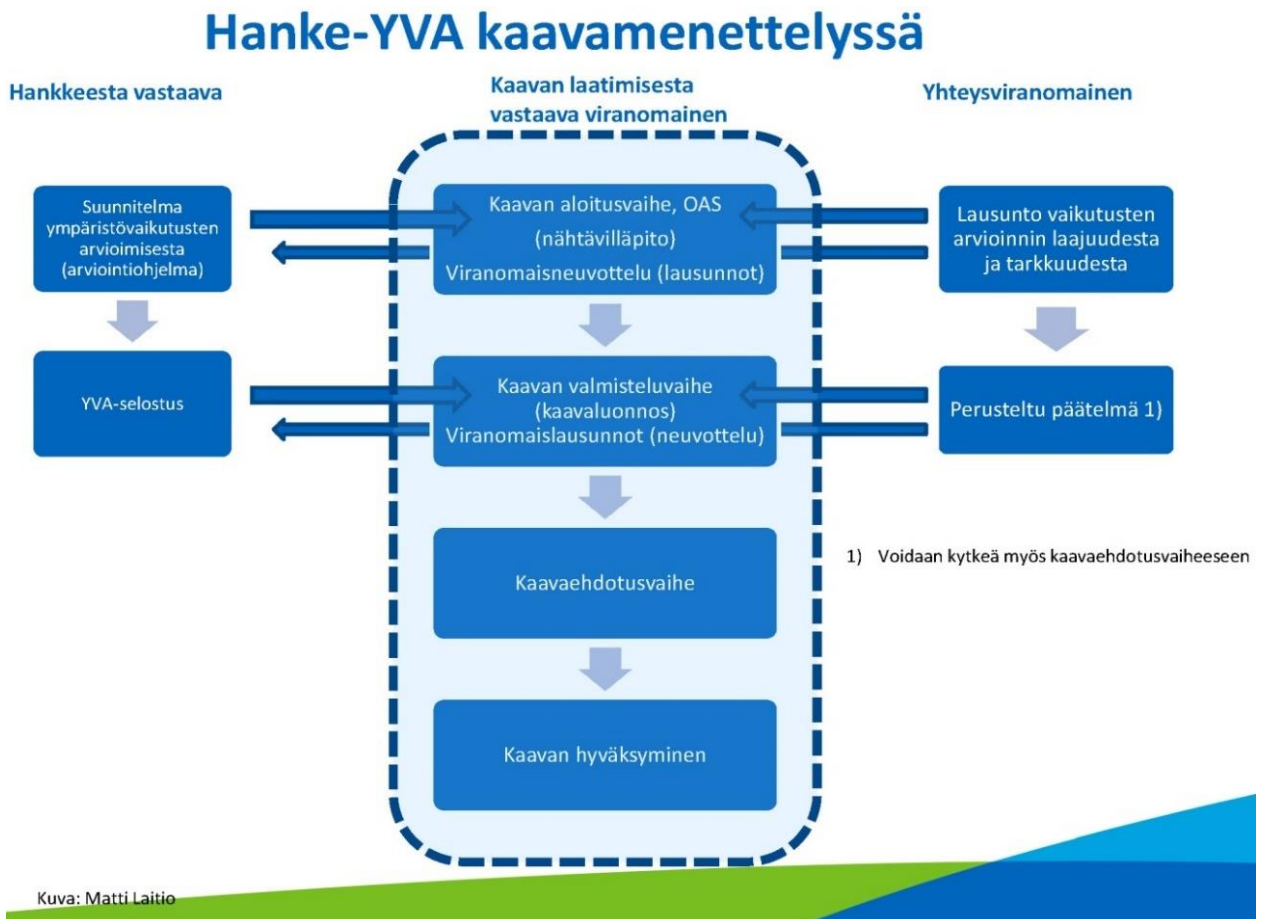 Hanke-YVA kaavamenettelyssä
Hankkeesta vastaava
Kaavan laatimisesta
vastaava viranomainen
Yhteysviranomainen
Suunnitelma
ympäristövaikutusten
arvioimisesta
(arviointiohjelma)
Kaavan aloitusvaihe, OAS
(nähtävilläpito)
Viranomaisneuvottelu (lausunnot)
Lausunto vaikutusten
arvioinnin laajuudesta
ja tarkkuudesta
YVA-selostus
Kaavan valmisteluvaihe
(kaavaluonnos)
Viranomaislausunnot (neuvottelu)
Perusteltu päätelmä 1)
Kaavaehdotusvaihe
1) Voidaan kytkeä myös kaavaehdotusvaiheeseen
Kaavan hyväksyminen
Kuva: Matti Laitio